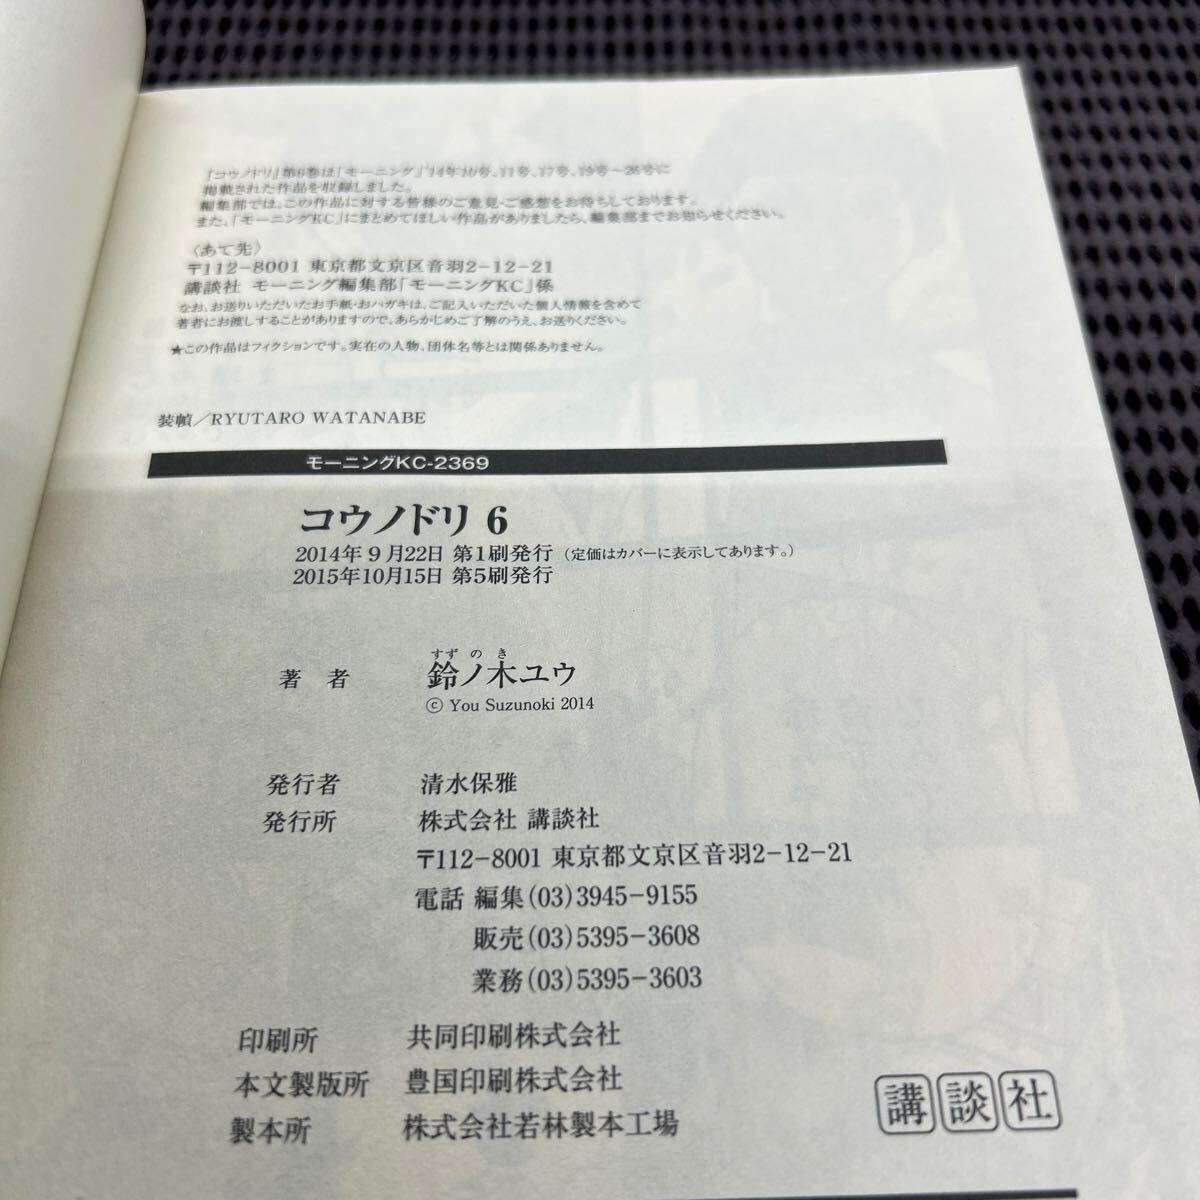 『コウノドリ』第6巻は『モーニング』'14年10号、11号、17号、19号〜26号に
掲載された作品を収録しました。
編集部では、この作品に対する皆様のご意見・ご感想をお待ちしております。
また、「モーニングKC」にまとめてほしい作品がありましたら、編集部までお知らせください。
〈あて先〉
〒112-8001 東京都文京区音羽2-12-21
講談社 モーニング編集部「モーニングKC」係
なお、お送りいただいたお手紙・おハガキは、ご記入いただいた個人情報を含めて
著者にお渡しすることがありますので、あらかじめご了解のうえ、お送りください。
★この作品はフィクションです。実在の人物、団体名等とは関係ありません。
装幀／RYUTARO WATANABE
モーニングKC-2369
コウノドリ 6
2014年9月22日 第1刷発行 (定価はカバーに表示してあります。)
2015年10月15日 第5刷発行
すずのき
著者 鈴ノ木ユウ
© You Suzunoki 2014
発行者 清水保雅
発行所 株式会社 講談社
〒112-8001 東京都文京区音羽2-12-21
電話 編集(03)3945-9155
販売(03)5395-3608
業務(03)5395-3603
印刷所 共同印刷株式会社
本文製版所 豊国印刷株式会社
製本所 株式会社若林製本工場
講談社